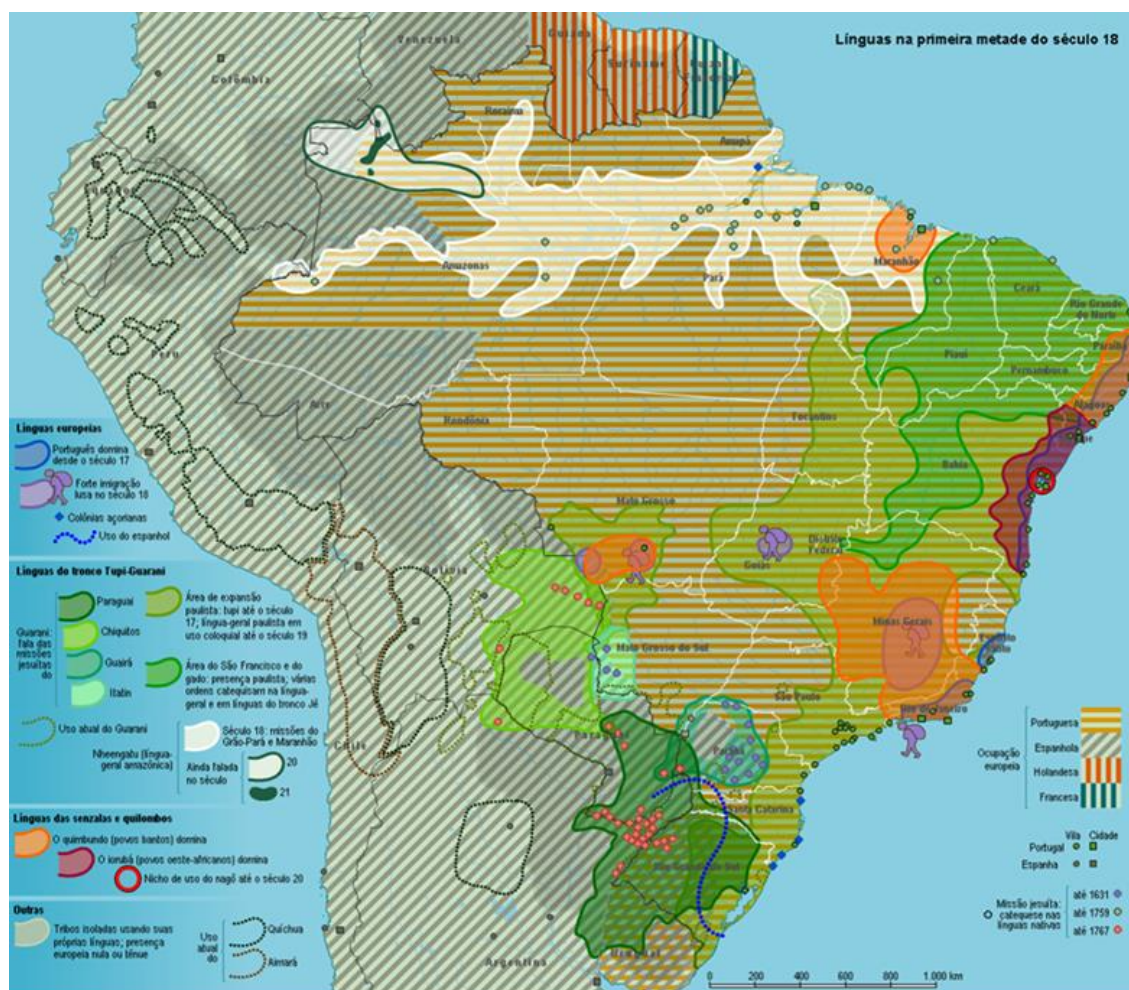 Línguas na primeira metade do século 18
Venezuela
Guiana
Suriname
Colômbia
Roraima
Amapá
Equador
Amazonas
Pará
Maranhão
Ceará
Rio Grande
do Norte
Paraíba
Piauí
Pernambuco
Alagoas
Peru
Acre
Rondônia
Tocantins
Bahia
Mato Grosso
Distrito
Federal
Goiás
Bolívia
Minas Gerais
Espírito
Santo
Mato Grosso do Sul
São Paulo
Rio de Janeiro
Paraná
Chile
Santa Catarina
Rio Grande do Sul
Uruguai
Argentina
Línguas europeias
Português domina
desde o século 17
Forte imigração
lusa no século 18
Colônias açorianas
Uso do espanhol
Línguas do tronco Tupi-Guarani
Guarani:
fala das
missões
jesuítas do
Paraguai
Chiquitos
Guairá
Itatin
Área de expansão
paulista: tupi até o século
17; língua-geral paulista em
uso coloquial até o século 19
Área do São Francisco e do
gado: presença paulista; várias
ordens catequisam na língua-
geral e em línguas do tronco Jê
Uso atual do Guarani
Nheengatu (língua-
geral amazônica)
Século 18: missões do
Grão-Pará e Maranhão
Ainda falada
no século
20
21
Línguas das senzalas e quilombos
O quimbundo (povos bantos) domina
O iorubá (povos oeste-africanos) domina
Nicho de uso do nagô até o século 20
Outras
Tribos isoladas usando suas
próprias línguas; presença
europeia nula ou tênue
Uso
atual
do
Quíchua
Aimará
Ocupação
europeia
Portuguesa
Espanhola
Holandesa
Francesa
Vila Cidade
Portugal
Espanha
Missão jesuíta:
catequese nas
línguas nativas
até 1631
até 1759
até 1767
0 200 400 600 800 1.000 km